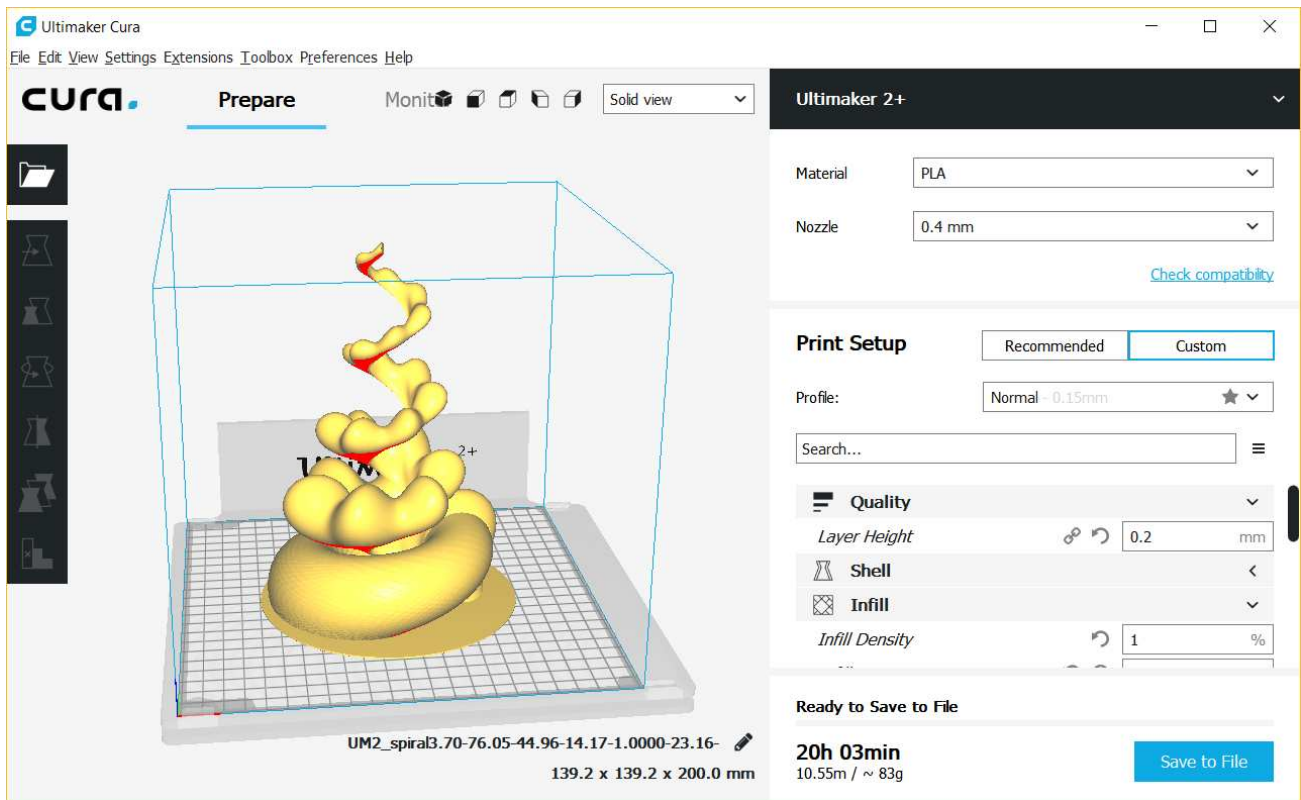 Ultimaker Cura
File Edit View Settings Extensions Toolbox Preferences Help
cura.
Prepare
Monit
Solid view
Ultimaker 2+
Material
PLA
Nozzle
0.4 mm
Check compatibility
Print Setup
Recommended
Custom
Profile:
Normal - 0.15mm
Search...
Quality
Layer Height
0.2 mm
Shell
Infill
Infill Density
1 %
2+
UM2_spiral3.70-76.05-44.96-14.17-1.0000-23.16-
139.2 x 139.2 x 200.0 mm
Ready to Save to File
20h 03min
10.55m / ~ 83g
Save to File